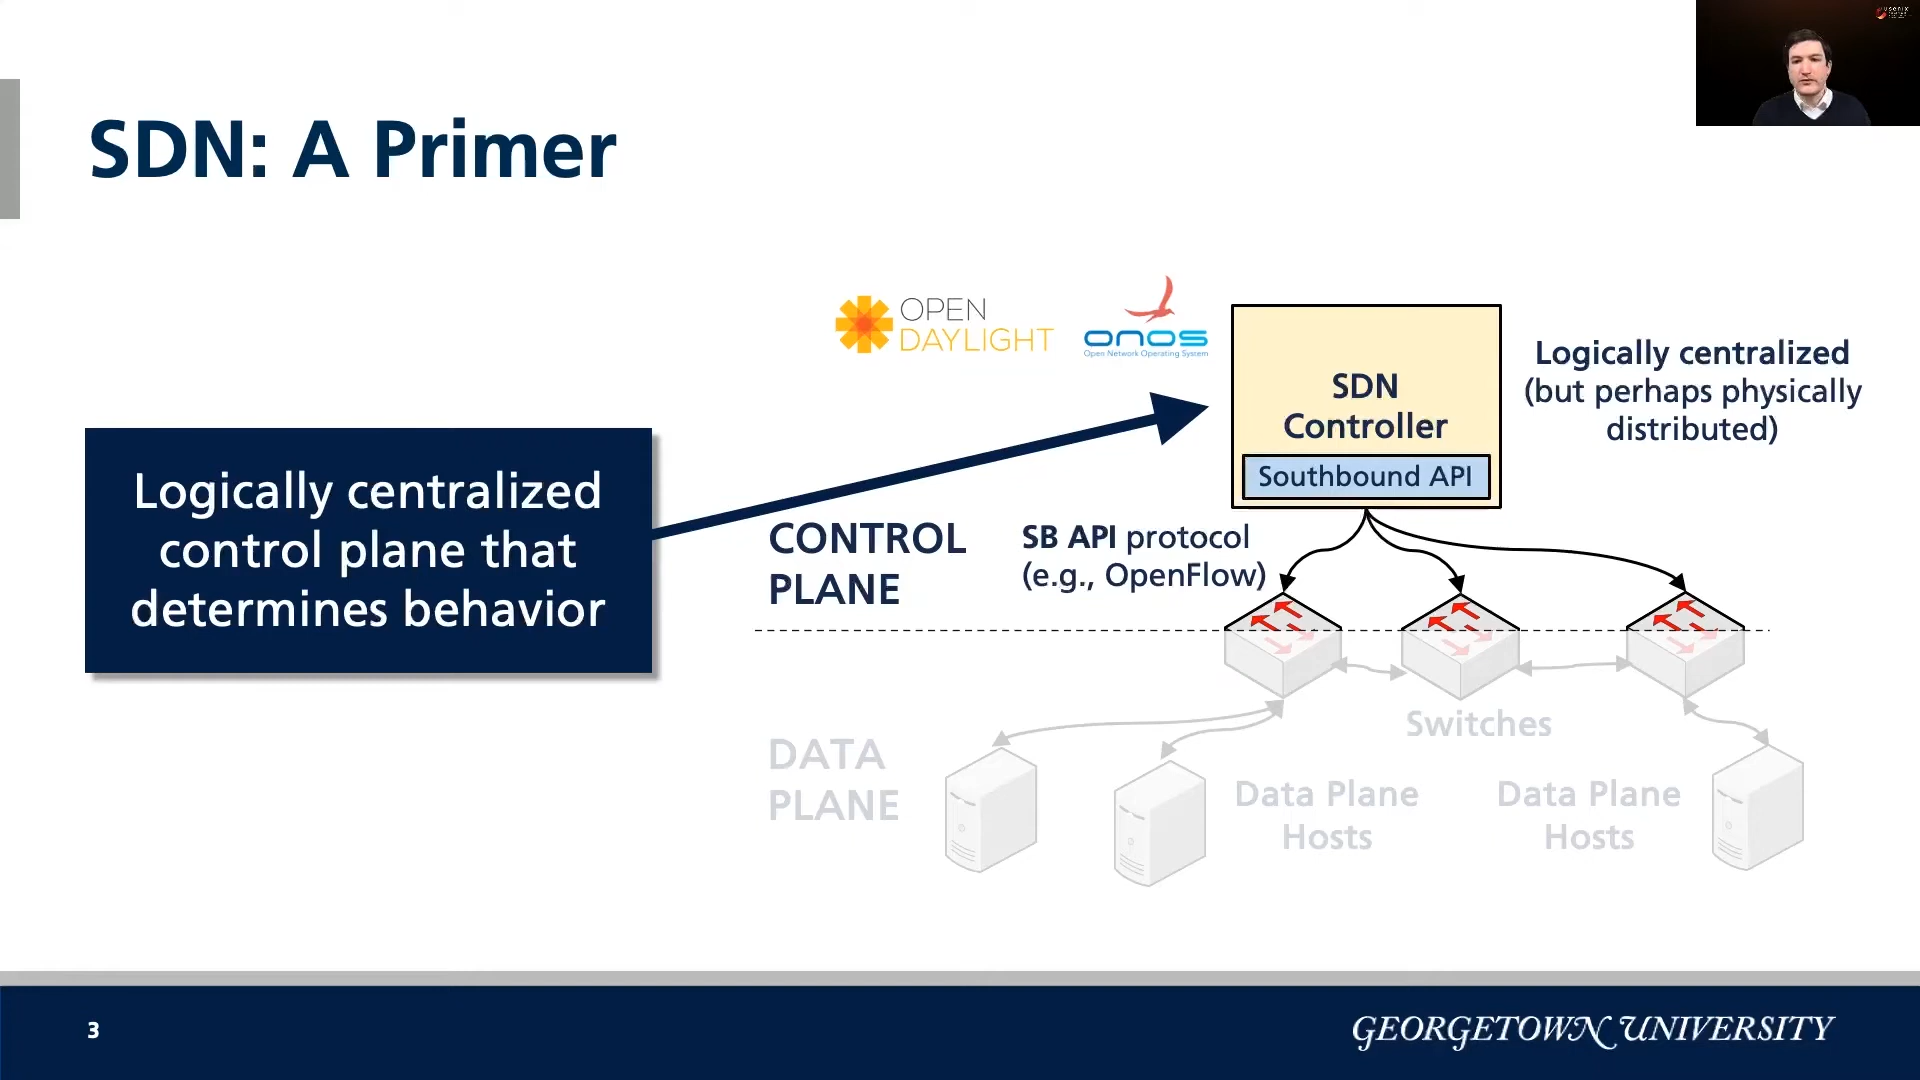 SDN: A Primer
OPEN
DAYLIGHT
onos
Open Network Operating System
SDN
Controller
Southbound API
Logically centralized
(but perhaps physically
distributed)
Logically centralized
control plane that
determines behavior
CONTROL
PLANE
SB API protocol
(e.g., OpenFlow)
Switches
DATA
PLANE
Data Plane
Hosts
Data Plane
Hosts
3
GEORGETOWN UNIVERSITY